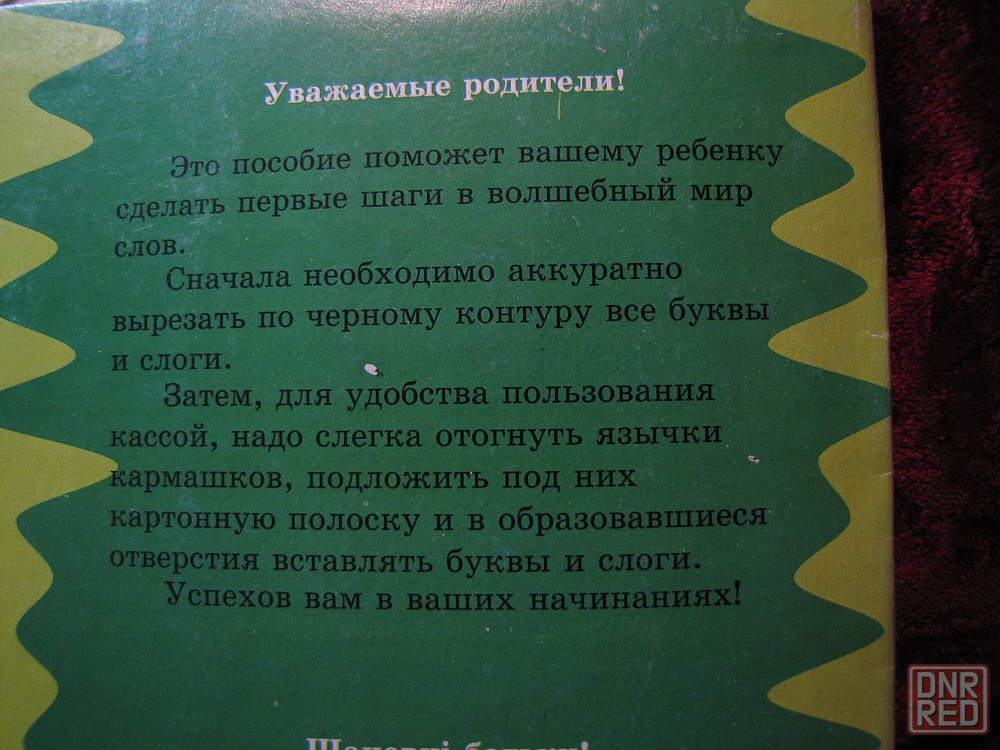 Уважаемые родители!
Это пособие поможет вашему ребенку
сделать первые шаги в волшебный мир
слов.
Сначала необходимо аккуратно
вырезать по черному контуру все буквы
и слоги.
Затем, для удобства пользования
кассой, надо слегка отогнуть язычки
кармашков, подложить под них
картонную полоску и в образовавшиеся
отверстия вставлять буквы и слоги.
Успехов вам в ваших начинаниях!
DNR
RED